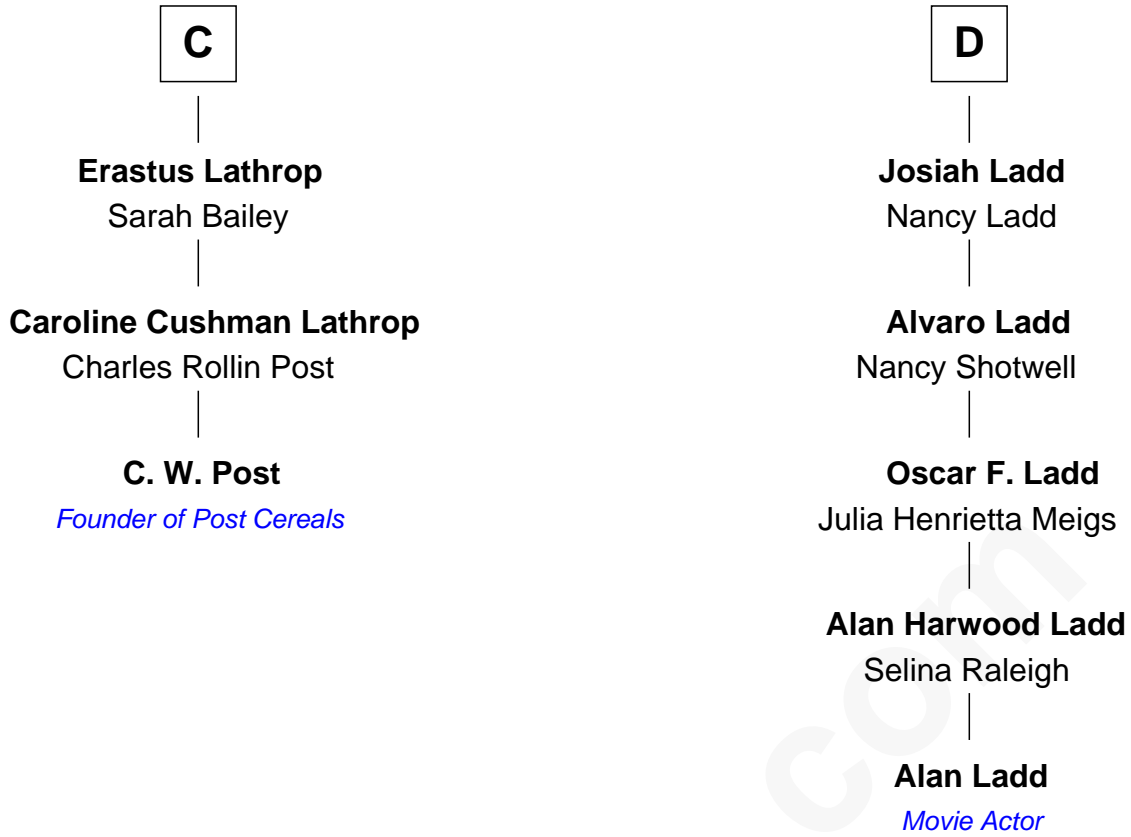 C
Erastus Lathrop
Sarah Bailey
Caroline Cushman Lathrop
Charles Rollin Post
C. W. Post
Founder of Post Cereals
D
Josiah Ladd
Nancy Ladd
Alvaro Ladd
Nancy Shotwell
Oscar F. Ladd
Julia Henrietta Meigs
Alan Harwood Ladd
Selina Raleigh
Alan Ladd
Movie Actor
com